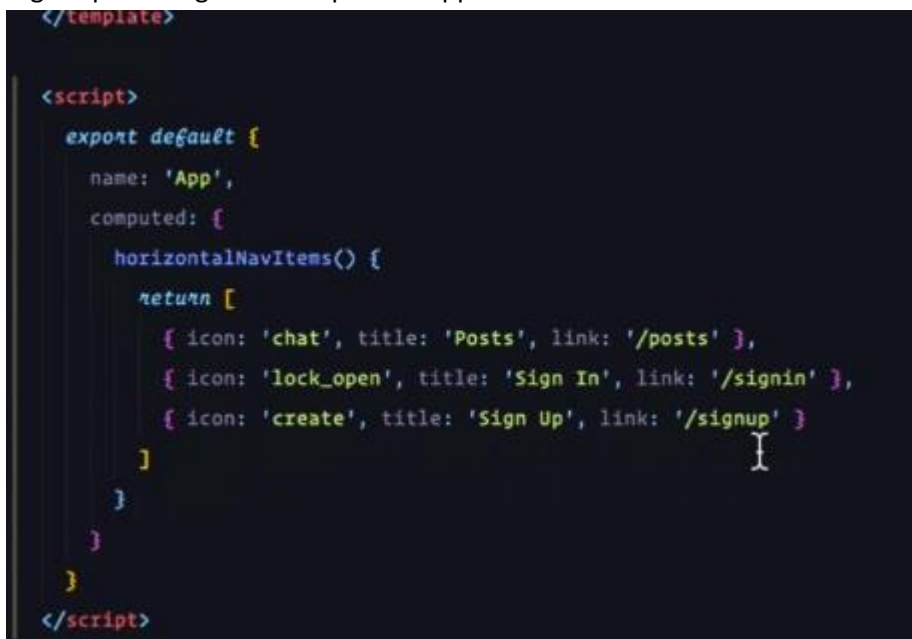 </template>
<script>
export default {
name: 'App',
computed: {
horizontalNavItems() {
return [
{ icon: 'chat', title: 'Posts', link: '/posts' },
{ icon: 'lock_open', title: 'Sign In', link: '/signin' },
{ icon: 'create', title: 'Sign Up', link: '/signup' }
]
}
}
}
</script>